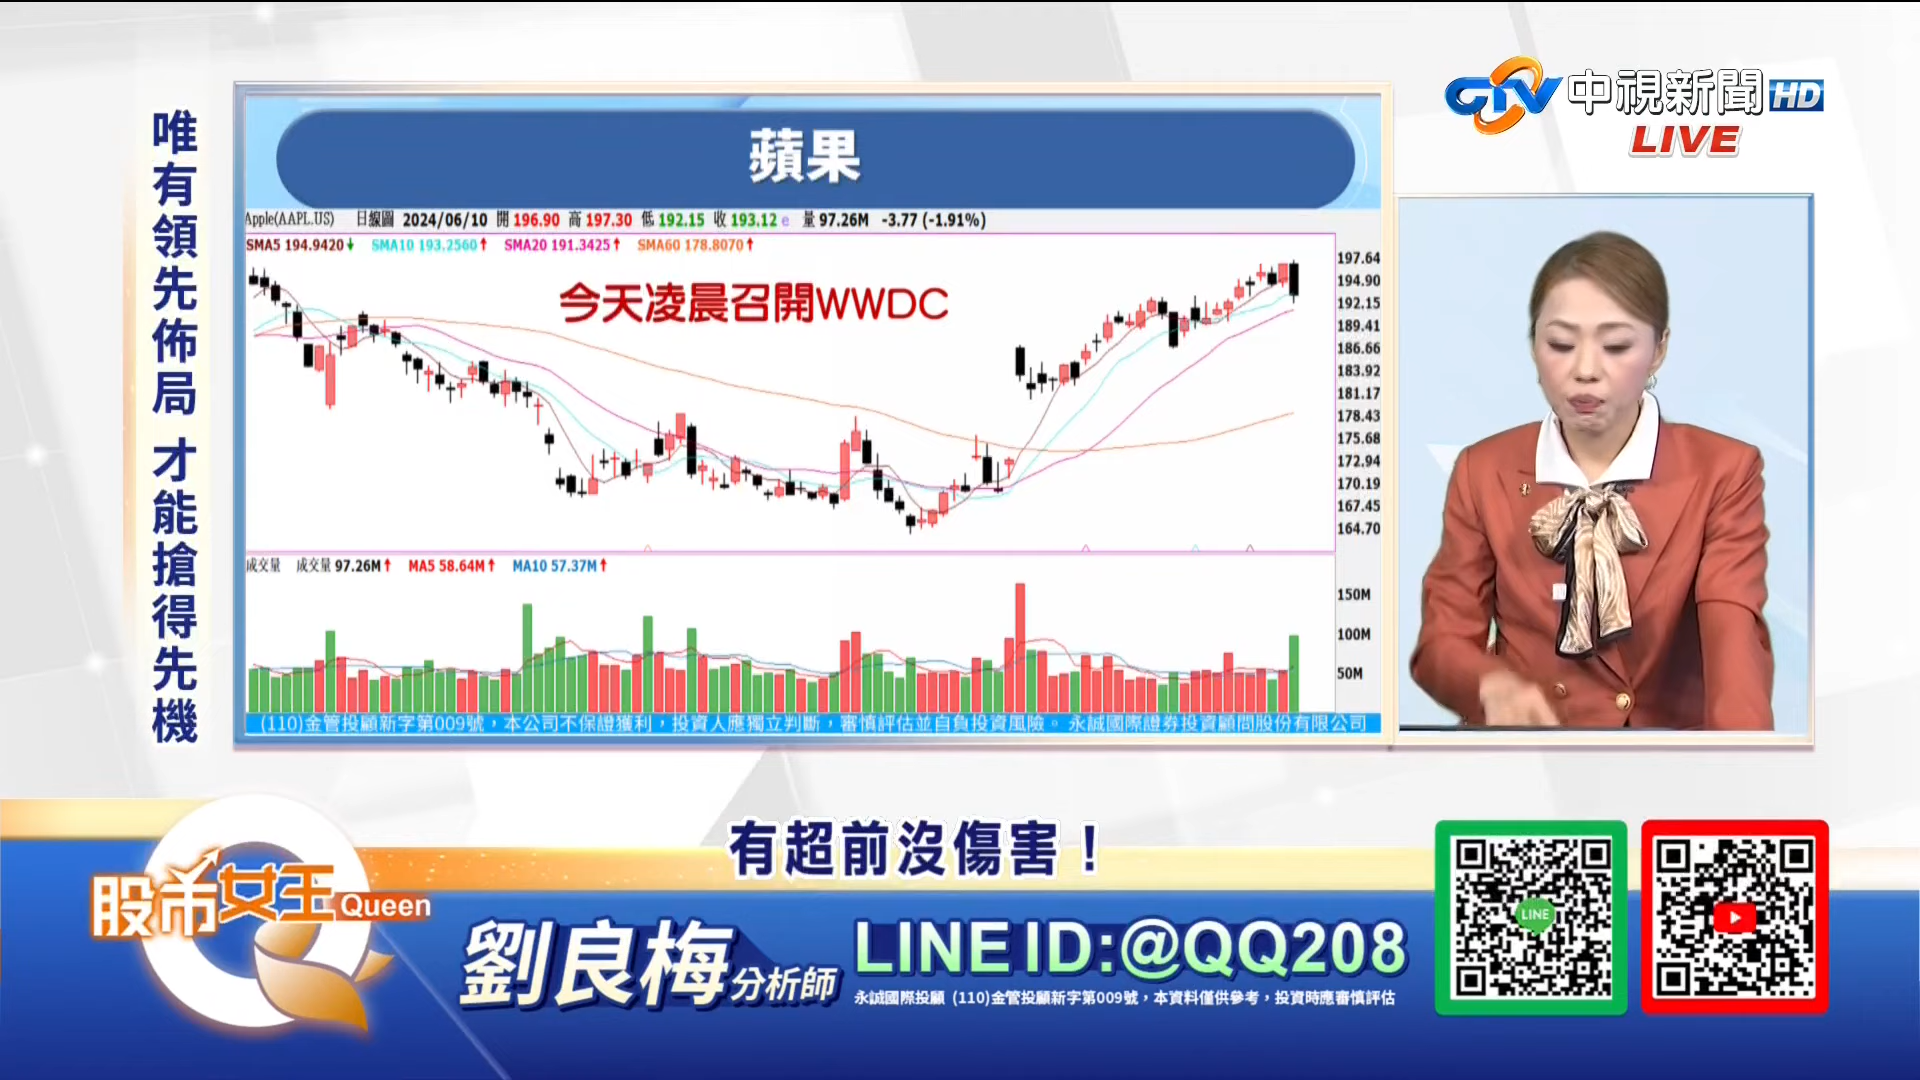 唯有領先佈局 才能搶得先機
蘋果
Apple(AAPL.US) 日線圖 2024/06/10 開 196.90 高 197.30 低 192.15 收 193.12 e 量 97.26M -3.77 (-1.91%)
SMA5 194.9420↓ SMA10 193.2560↑ SMA20 191.3425↑ SMA60 178.8070↑
今天凌晨召開WWDC
197.64
194.90
192.15
189.41
186.66
183.92
181.17
178.43
175.68
172.94
170.19
167.45
164.70
成交量 成交量 97.26M↑ MA5 58.64M↑ MA10 57.37M↑
150M
100M
50M
(110)金管投顧新字第009號，本公司不保證獲利，投資人應獨立判斷，審慎評估並自負投資風險。 永誠國際證券投資顧問股份有限公司
CTV 中視新聞 HD
LIVE
有超前沒傷害！
股市女王Queen
劉良梅分析師
LINE ID:@QQ208
永誠國際投顧 (110)金管投顧新字第009號，本資料僅供參考，投資時應審慎評估
LINE